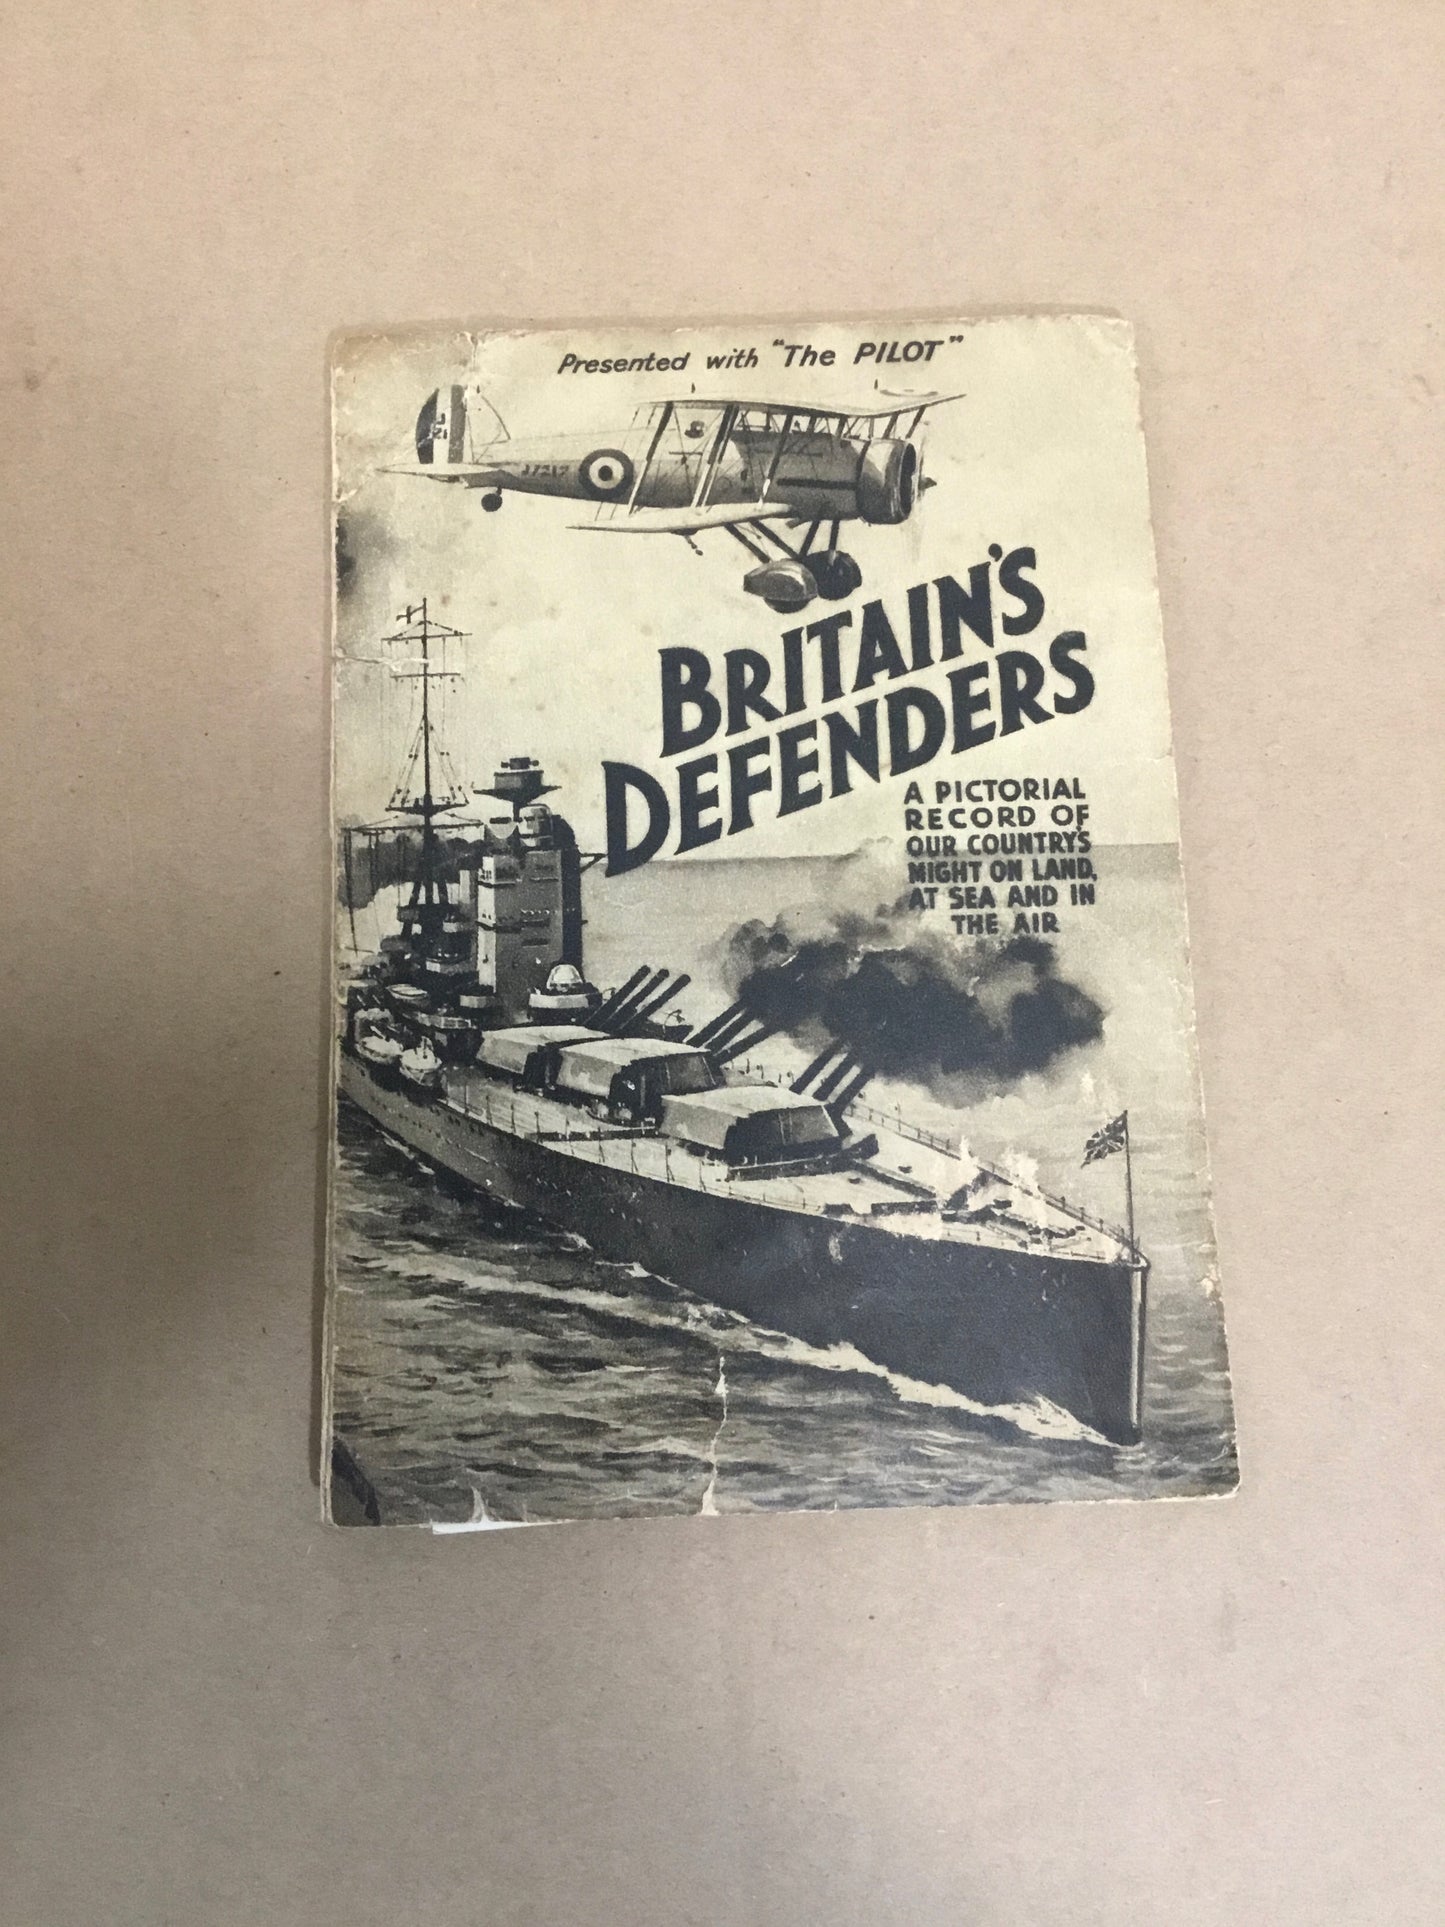 Presented with "The PILOT"
J7217
BRITAIN'S
DEFENDERS
A PICTORIAL
RECORD OF
OUR COUNTRY'S
MIGHT ON LAND,
AT SEA AND IN
THE AIR